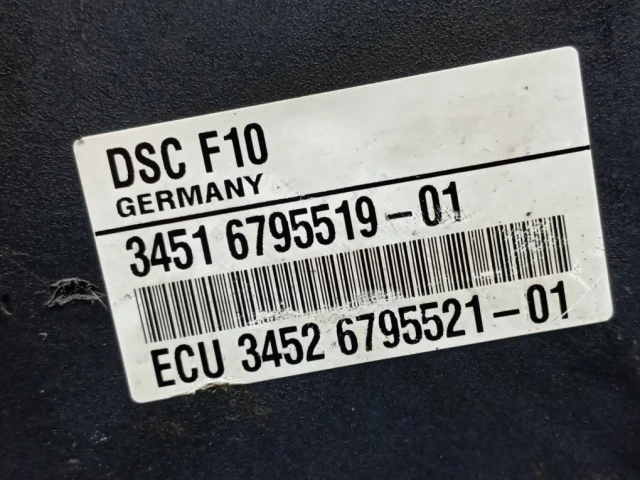 DSC F10
GERMANY
3451 6795519-01
ECU 3452 6795521-01